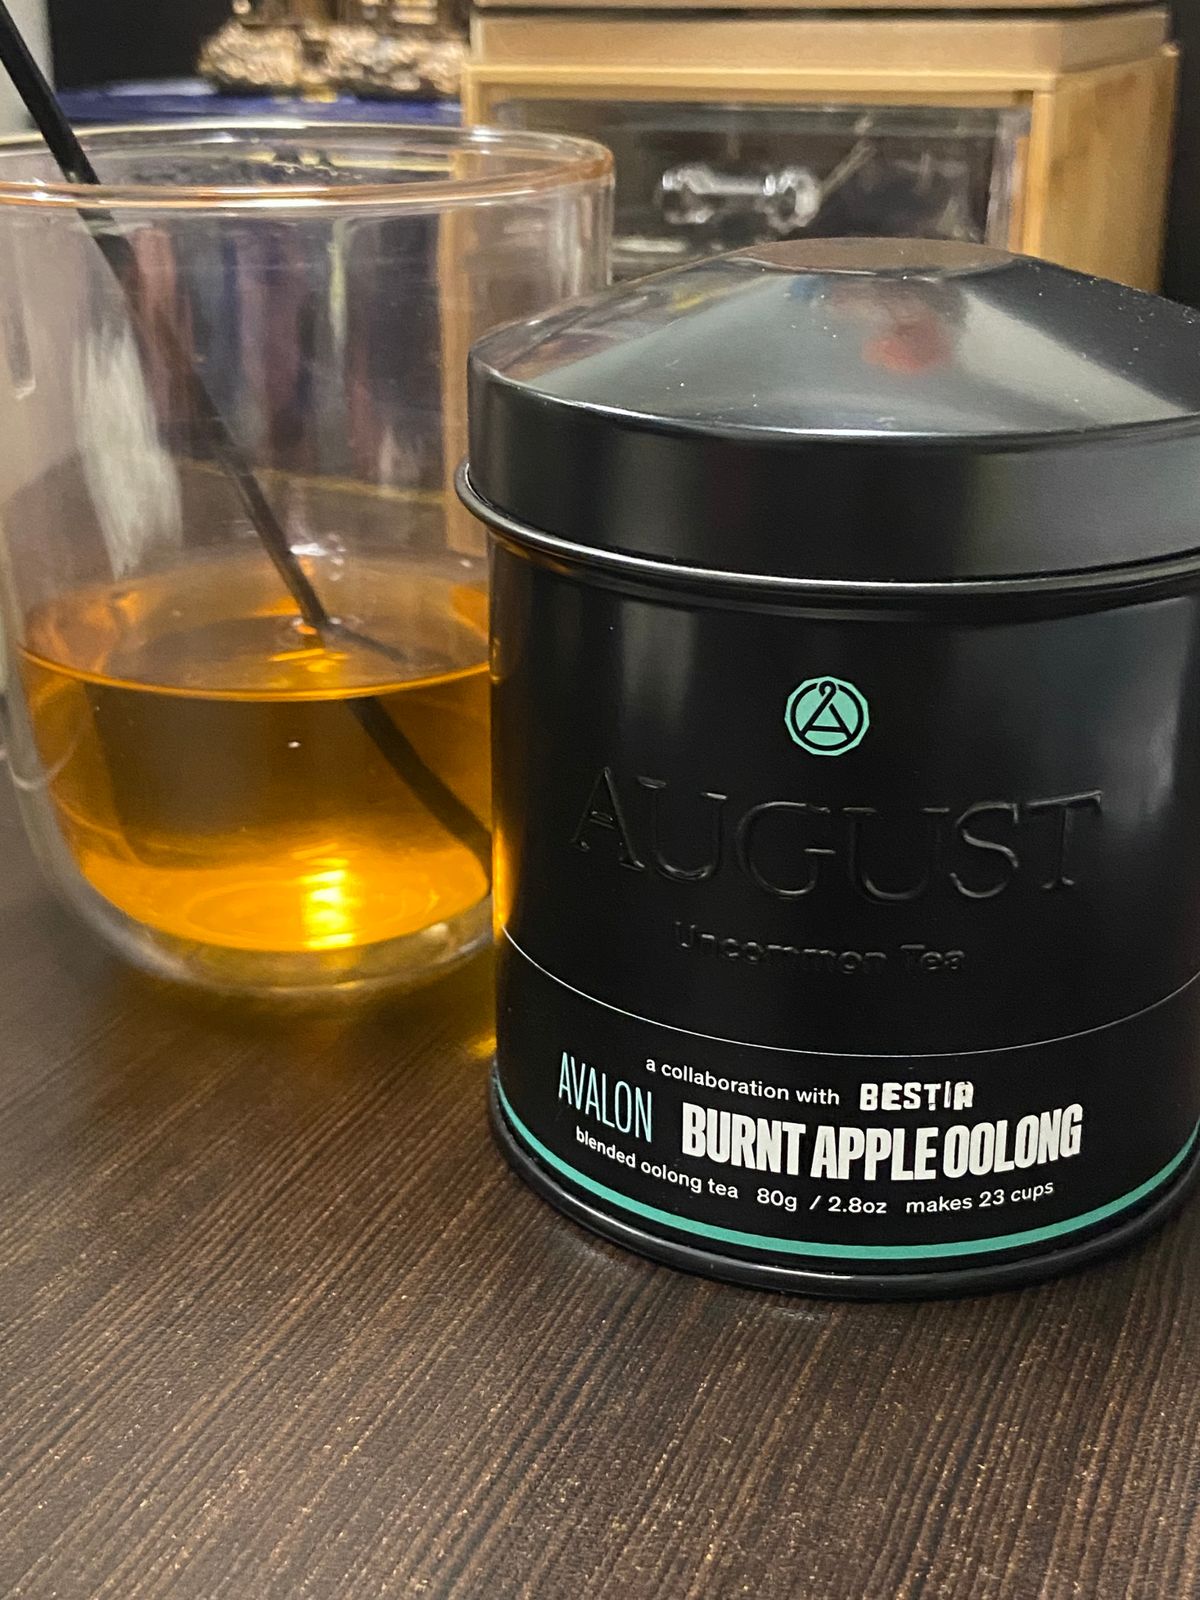 AUGUST
Uncommon Tea
a collaboration with BESTIA
AVALON BURNT APPLE OOLONG
blended oolong tea 80g / 2.8oz makes 23 cups